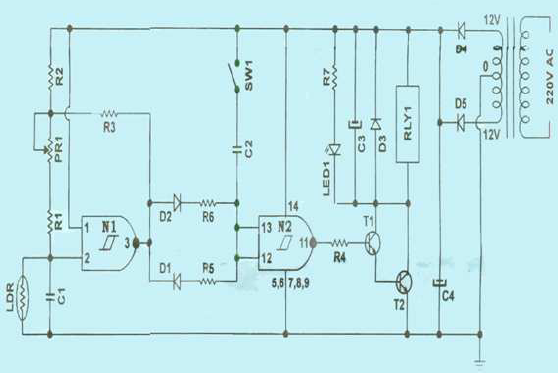 12V
D4
0
220V AC
D5
12V
R2
SW1
R7
C3
D3
RLY1
R3
PR1
C2
LED1
14
D2
R6
R1
N1
1
3
2
13
N2
11
12
T1
R4
D1
R5
T2
LDR
C1
5,6
7,8,9
C4